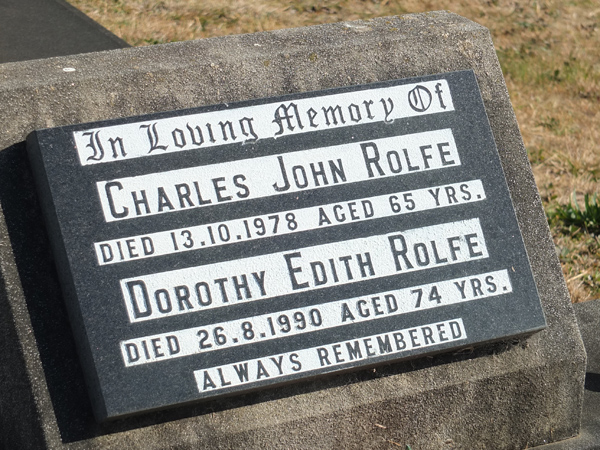 In Loving Memory Of
CHARLES JOHN ROLFE
DIED 13.10.1978 AGED 65 YRS.
DOROTHY EDITH ROLFE
DIED 26.8.1990 AGED 74 YRS.
ALWAYS REMEMBERED